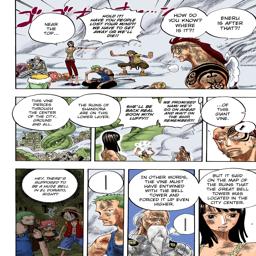 ENERU
IS AFTER
THAT?!
HOW DO
YOU KNOW?
WHERE
IS IT?!
HOLD IT!
HAVE YOU PEOPLE
LOST YOUR MINDS?!
WE HAVE TO GET
AWAY OR WE'LL
DIE!!
NEAR
THE
TOP...
...OF
THIS
GIANT
VINE.
WE PROMISED
NAMI WE'D
GO ON AHEAD
AND WAIT BY
THE SHIP,
REMEMBER?!
SHE'LL BE
BACK REAL
SOON WITH
LUFFY!!
THE RUINS OF
SHANDORA
ARE ON THIS
LOWER LAYER.
THIS VINE
PIERCES
THROUGH
THE CENTER
OF THE CITY,
GROUND
AND ALL.
BUT IT SAID
ON THE MAP OF
THE RUINS THAT
THE GREAT BELL
TOWER WAS
LOCATED IN THE
CITY CENTER.
IN OTHER WORDS,
THE VINE MUST
HAVE ENTWINED
WITH THE BELL
TOWER AND
FORCED IT UP EVEN
HIGHER.
HEY, THERE'S
SUPPOSED TO
BE A HUGE BELL
IN EL DORADO,
RIGHT?!